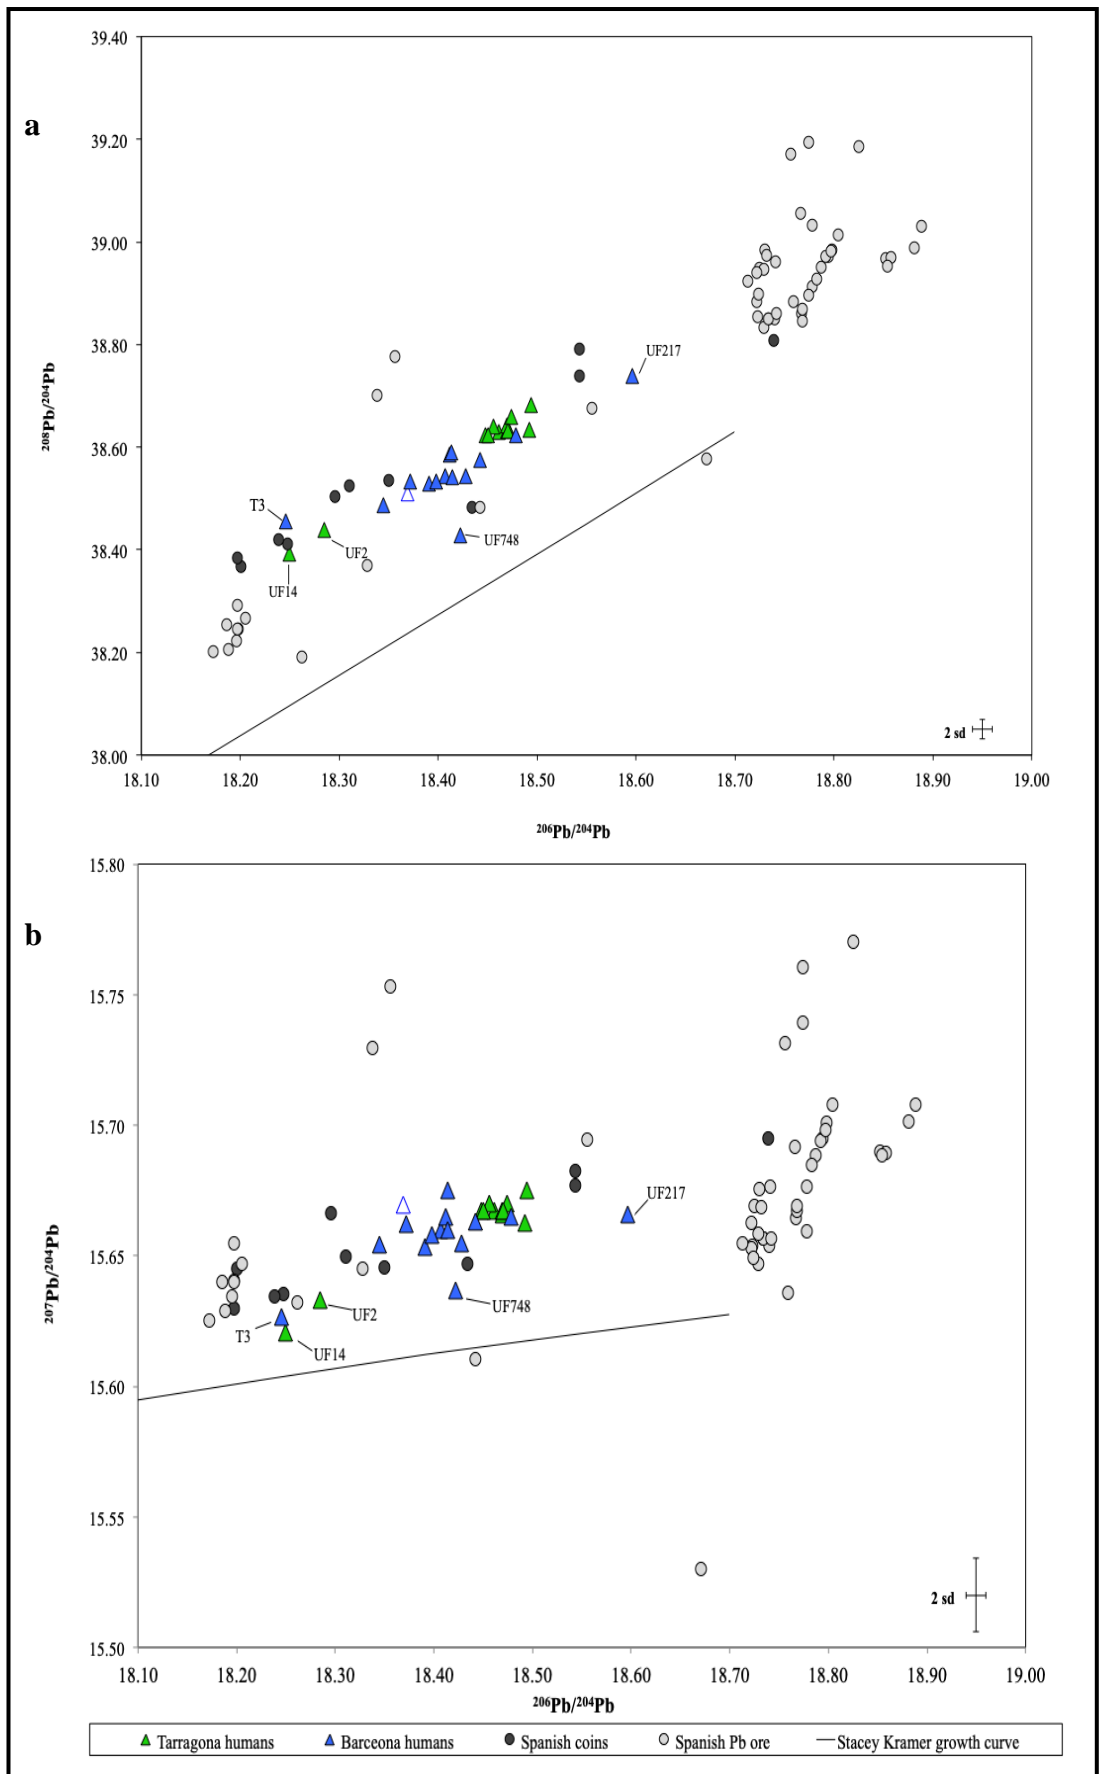 a
39.40
39.20
39.00
38.80
38.60
38.40
38.20
38.00
²⁰⁸Pb/²⁰⁴Pb
UF217
T3
UF2
UF14
UF748
2 sd
18.10 18.20 18.30 18.40 18.50 18.60 18.70 18.80 18.90 19.00
²⁰⁶Pb/²⁰⁴Pb
b
15.80
15.75
15.70
15.65
15.60
15.55
15.50
²⁰⁷Pb/²⁰⁴Pb
UF217
UF748
UF2
T3
UF14
2 sd
18.10 18.20 18.30 18.40 18.50 18.60 18.70 18.80 18.90 19.00
²⁰⁶Pb/²⁰⁴Pb
Tarragona humans Barceona humans Spanish coins Spanish Pb ore Stacey Kramer growth curve